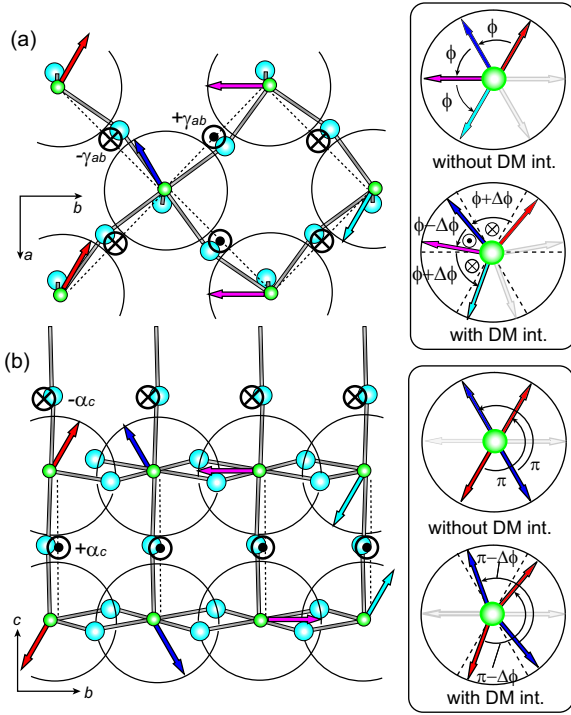 (a)
+γab
-γab
b
a
ϕ
ϕ
ϕ
without DM int.
ϕ+Δϕ
ϕ−Δϕ
ϕ+Δϕ
with DM int.
(b)
-αc
+αc
c
b
π
π
without DM int.
π−Δϕ
π−Δϕ
with DM int.